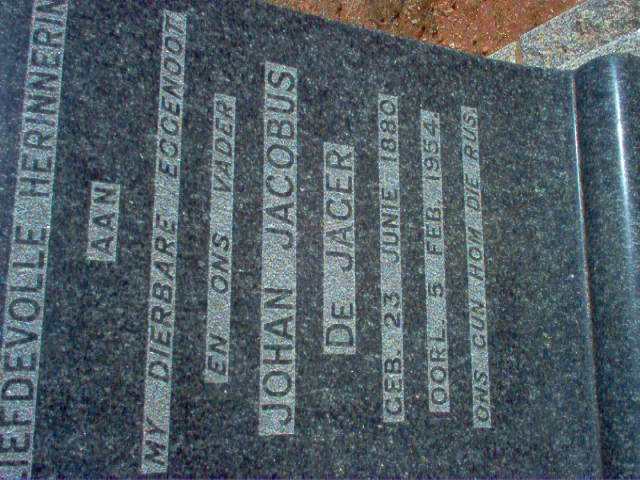 LIEFDEVOLLE HERINNERIN
AAN
MY DIERBARE EGGENOOT
EN ONS VADER
JOHAN JACOBUS
DE JAGER
GEB. 23 JUNIE 1880
OORL. 5 FEB. 1954.
ONS GUN HOM DIE RUS.